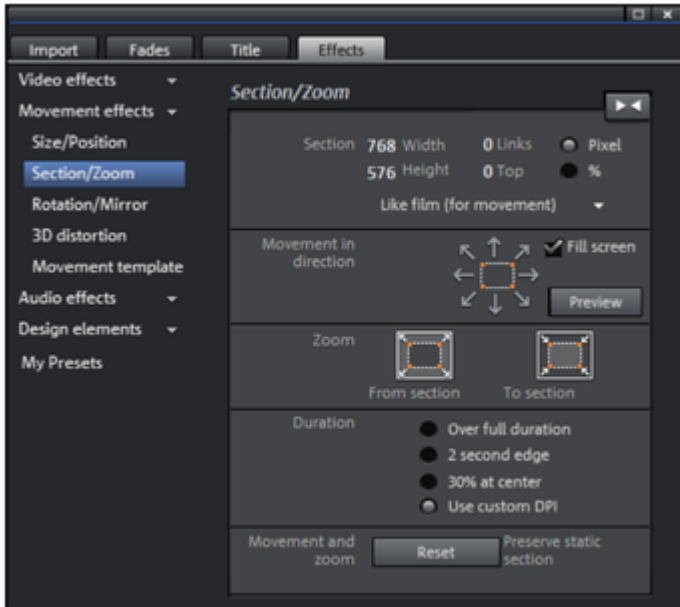 Import Fades Title Effects
Video effects
Movement effects
Size/Position
Section/Zoom
Rotation/Mirror
3D distortion
Movement template
Audio effects
Design elements
My Presets
Section/Zoom
Section 768 Width 0 Links Pixel
576 Height 0 Top %
Like film (for movement)
Movement in
direction
Fill screen
Preview
Zoom
From section To section
Duration
Over full duration
2 second edge
30% at center
Use custom DPI
Movement and
zoom
Reset
Preserve static
section